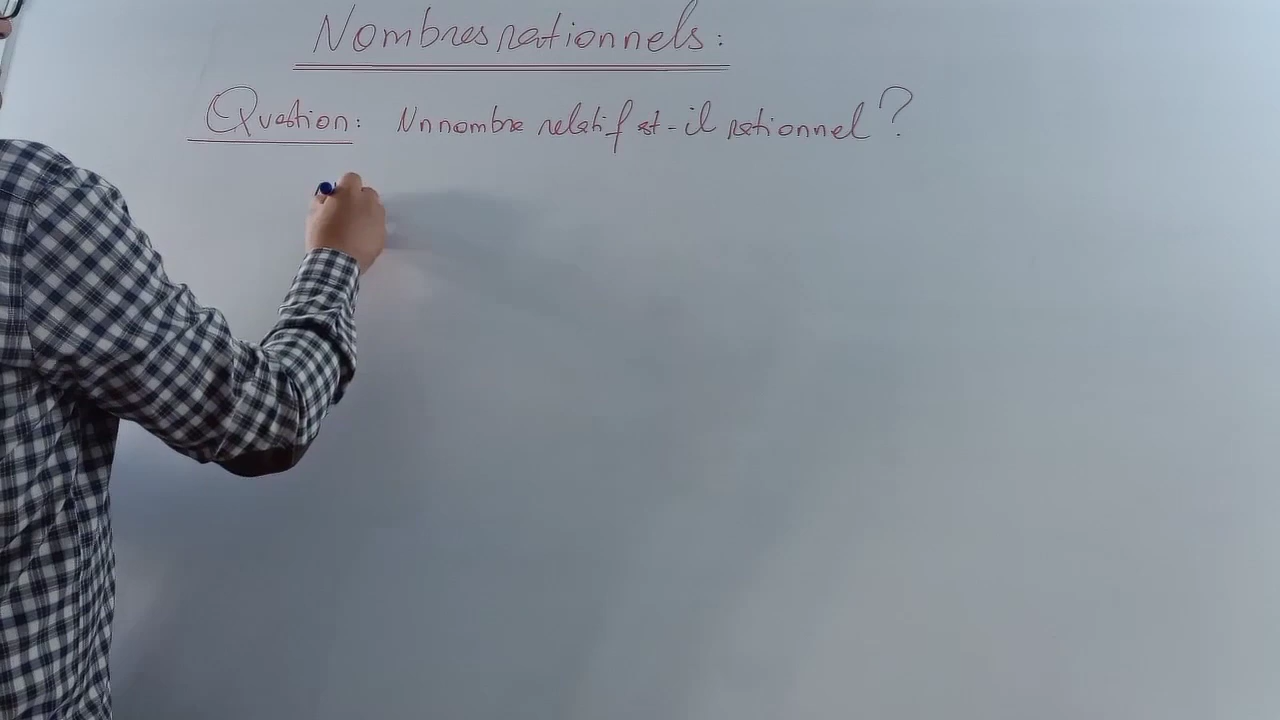 Nombres rationnels :
Question : Un nombre relatif est-il rationnel ?